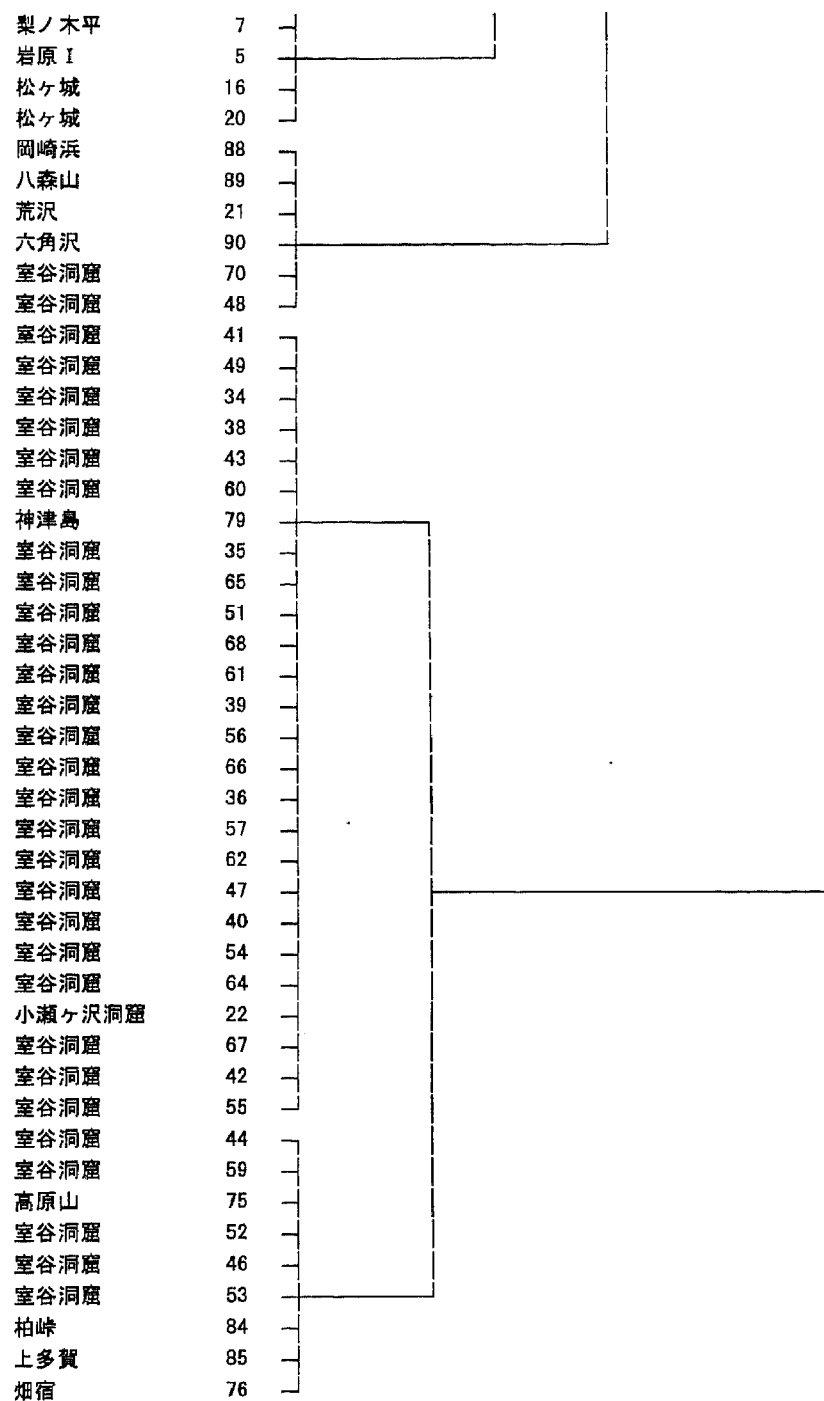 梨ノ木平 7
岩原 I 5
松ヶ城 16
松ヶ城 20
岡崎浜 88
八森山 89
荒沢 21
六角沢 90
室谷洞窟 70
室谷洞窟 48
室谷洞窟 41
室谷洞窟 49
室谷洞窟 34
室谷洞窟 38
室谷洞窟 43
室谷洞窟 60
神津島 79
室谷洞窟 35
室谷洞窟 65
室谷洞窟 51
室谷洞窟 68
室谷洞窟 61
室谷洞窟 39
室谷洞窟 56
室谷洞窟 66
室谷洞窟 36
室谷洞窟 57
室谷洞窟 62
室谷洞窟 47
室谷洞窟 40
室谷洞窟 54
室谷洞窟 64
小瀬ヶ沢洞窟 22
室谷洞窟 67
室谷洞窟 42
室谷洞窟 55
室谷洞窟 44
室谷洞窟 59
高原山 75
室谷洞窟 52
室谷洞窟 46
室谷洞窟 53
柏峠 84
上多賀 85
畑宿 76